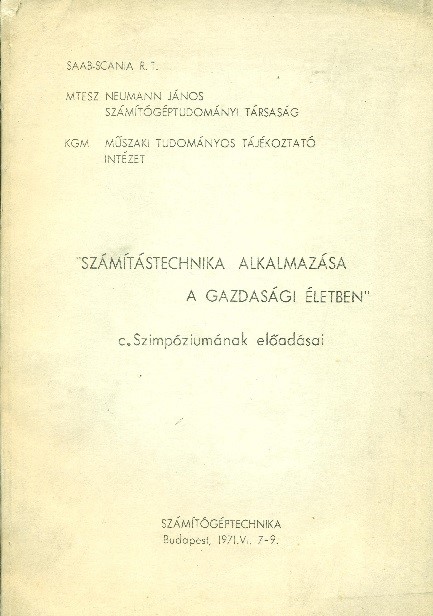 SAAB-SCANIA R.T.
MTESZ NEUMANN JÁNOS
SZÁMÍTÓGÉPTUDOMÁNYI TÁRSASÁG
KGM MŰSZAKI TUDOMÁNYOS TÁJÉKOZTATÓ
INTÉZET
"SZÁMÍTÁSTECHNIKA ALKALMAZÁSA
A GAZDASÁGI ÉLETBEN"
c. Szimpóziumának előadásai
SZÁMÍTÓGÉPTECHNIKA
Budapest, 1971.VI. 7-9.